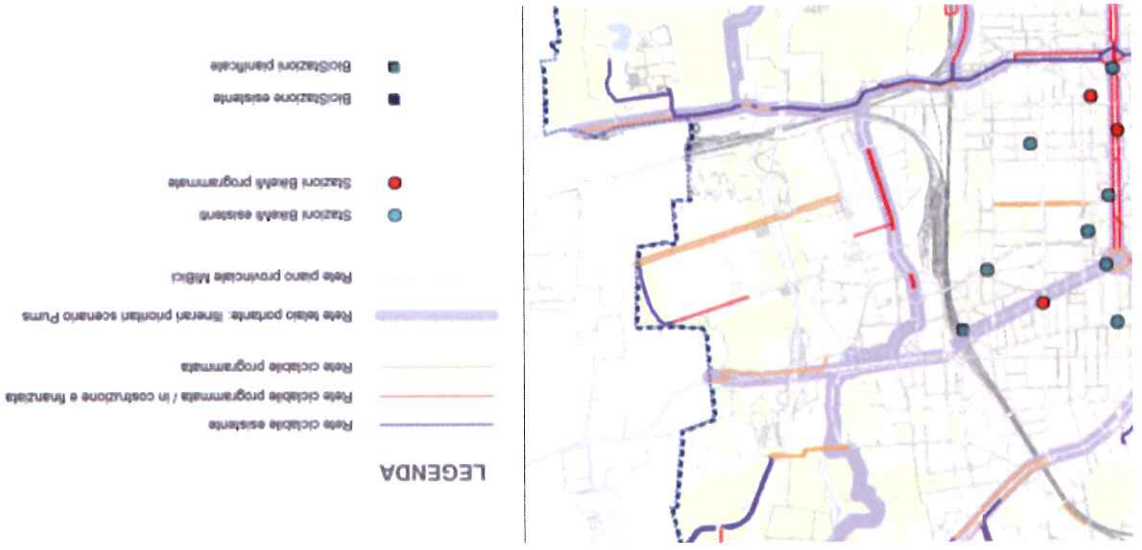 LEGENDA
Rete ciclabile esistente
Rete ciclabile programmata / in costruzione e finanziata
Rete ciclabile programmata
Rete telaio portante: itinerari prioritari scenario Pums
Rete piano provinciale MiBici
Stazioni BikeMi esistenti
Stazioni BikeMi programmate
BiciStazione esistente
BiciStazioni pianificate